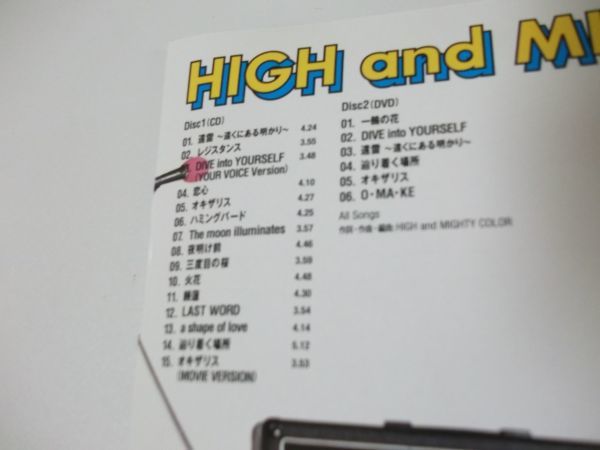 HIGH and MI
Disc1(CD)
01. 遠雷 ～遠くにある明かり～ 4.24
02. レジスタンス 3.55
DIVE into YOURSELF 3.48
(YOUR VOICE Version)
04. 恋心 4.10
05. オキザリス 4.27
06. ハミングバード 4.25
07. The moon illuminates 3.57
08. 夜明け前 4.46
09. 三度目の桜 3.59
10. 火花 4.48
11. 4.30
12. LAST WORD 3.54
13. a shape of love 4.14
14. 辿り着く場所 5.12
15. オキザリス 3.53
(MOVIE VERSION)
Disc2(DVD)
01. 一輪の花
02. DIVE into YOURSELF
03. 遠雷 ～遠くにある明かり～
04. 辿り着く場所
05. オキザリス
06. O・MA・KE
All Songs
作詞・作曲・編曲:HIGH and MIGHTY COLOR